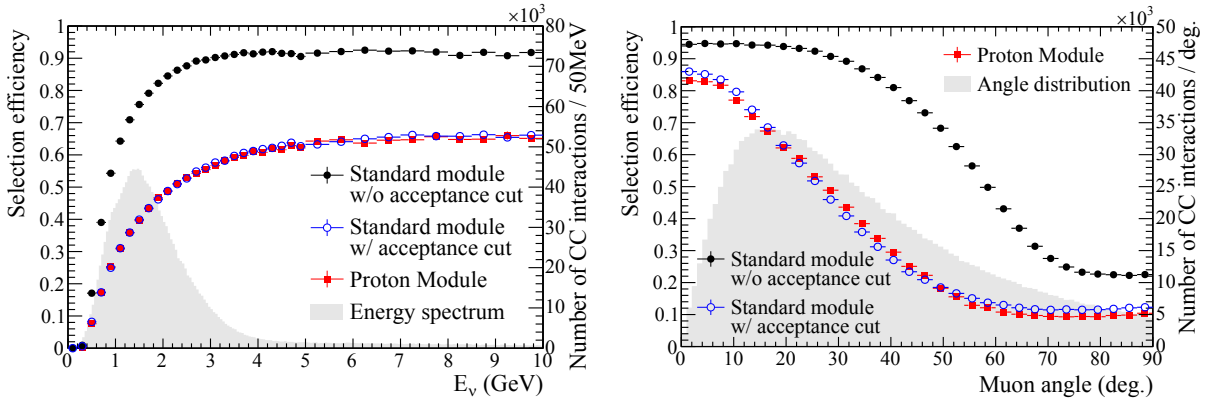 ×10³
Selection efficiency
1
0.9
0.8
0.7
0.6
0.5
0.4
0.3
0.2
0.1
0
80
70
60
50
40
30
20
10
0
Number of CC interactions / 50MeV
Standard module
w/o acceptance cut
Standard module
w/ acceptance cut
Proton Module
Energy spectrum
0 1 2 3 4 5 6 7 8 9 10
E_ν (GeV)
×10³
Selection efficiency
1
0.9
0.8
0.7
0.6
0.5
0.4
0.3
0.2
0.1
0
50
45
40
35
30
25
20
15
10
5
0
Number of CC interactions / deg.
Proton Module
Angle distribution
Standard module
w/o acceptance cut
Standard module
w/ acceptance cut
0 10 20 30 40 50 60 70 80 90
Muon angle (deg.)